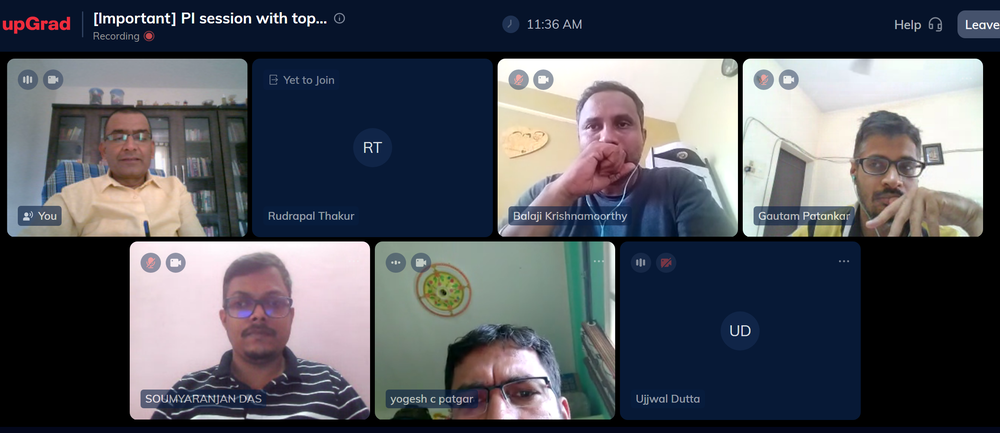 upGrad
[Important] PI session with top...
Recording
11:36 AM
Help
Leave
You
Yet to Join
RT
Rudrapal Thakur
Balaji Krishnamoorthy
Gautam Patankar
SOUMYARANJAN DAS
yogesh c patgar
UD
Ujjwal Dutta